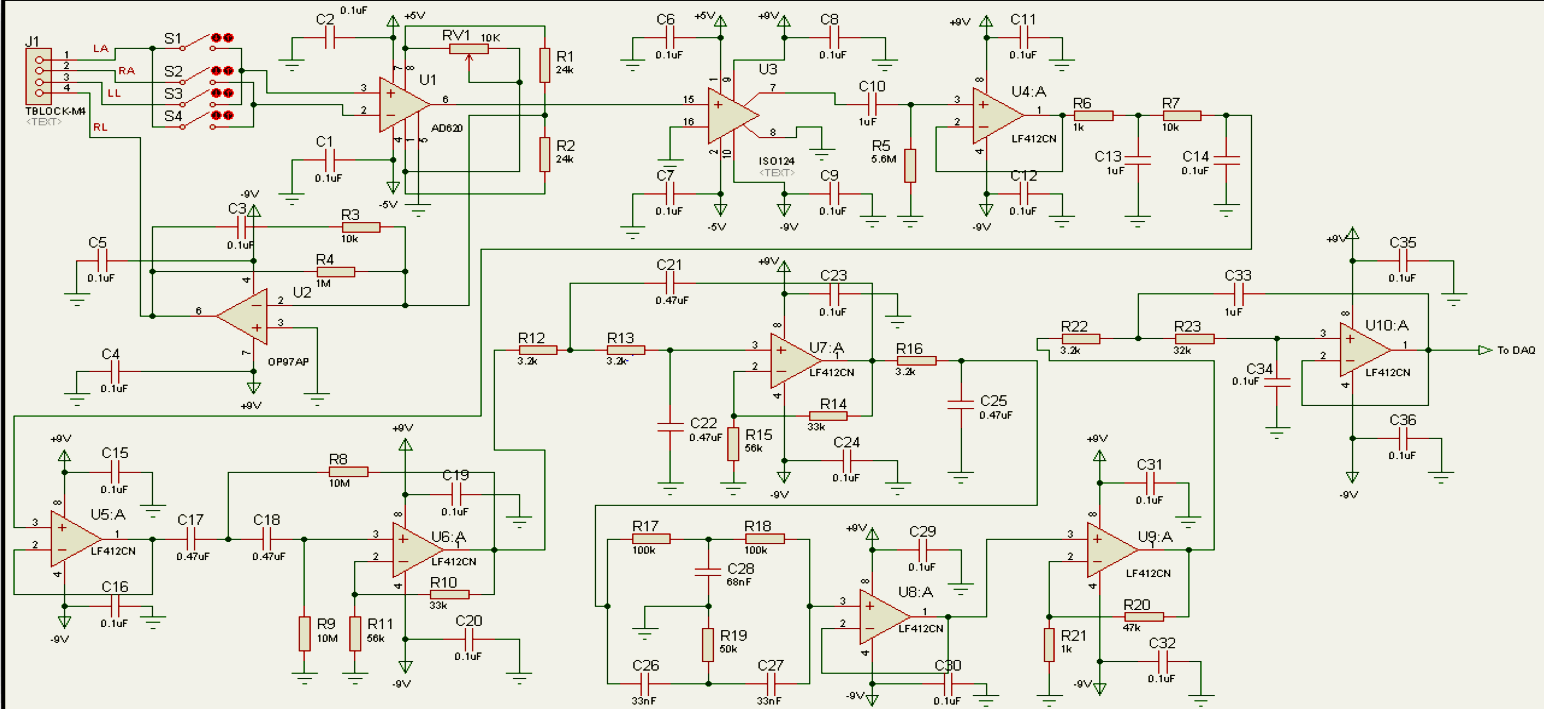 J1
1
2
3
4
TBLOCK-M4
<TEXT>
LA
RA
LL
RL
S1
S2
S3
S4
C2
0.1uF
+5V
RV1
10K
R1
24k
U1
7
8
3
2
6
AD620
4
1
5
C1
0.1uF
-5V
R2
24k
C6
0.1uF
+5V
+9V
C8
0.1uF
U3
1
9
15
16
7
8
2
10
ISO124
<TEXT>
C7
0.1uF
-5V
-9V
C9
0.1uF
C10
1uF
R5
5.6M
+9V
C11
0.1uF
U4:A
8
3
2
1
4
LF412CN
C12
0.1uF
-9V
R6
1k
R7
10k
C13
1uF
C14
0.1uF
-9V
C3
0.1uF
R3
10k
C5
0.1uF
R4
1M
U2
4
2
3
6
7
OP97AP
C4
0.1uF
+9V
C21
0.47uF
+9V
C23
0.1uF
R12
3.2k
R13
3.2k
U7:A
8
3
2
1
4
LF412CN
R16
3.2k
R14
33k
R15
56k
C22
0.47uF
C24
0.1uF
C25
0.47uF
-9V
+9V
C35
0.1uF
C33
1uF
R22
3.2k
R23
32k
U10:A
8
3
2
1
4
LF412CN
To DAQ
C34
0.1uF
C36
0.1uF
-9V
+9V
C15
0.1uF
U5:A
8
3
2
1
4
LF412CN
C16
0.1uF
-9V
C17
0.47uF
C18
0.47uF
R8
10M
+9V
C19
0.1uF
U6:A
8
3
2
1
4
LF412CN
R10
33k
R9
10M
R11
56k
C20
0.1uF
-9V
R17
100k
R18
100k
C28
68nF
R19
50k
C26
33nF
C27
33nF
+9V
C29
0.1uF
U8:A
8
3
2
1
4
LF412CN
C30
0.1uF
-9V
+9V
C31
0.1uF
U9:A
8
3
2
1
4
LF412CN
R20
47k
R21
1k
C32
0.1uF
-9V